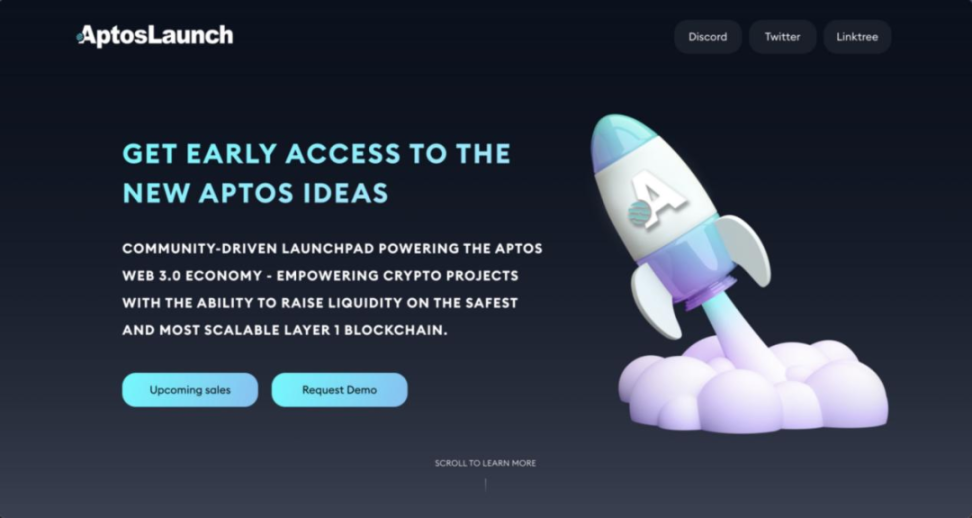 AptosLaunch
Discord
Twitter
Linktree
GET EARLY ACCESS TO THE
NEW APTOS IDEAS
COMMUNITY-DRIVEN LAUNCHPAD POWERING THE APTOS
WEB 3.0 ECONOMY - EMPOWERING CRYPTO PROJECTS
WITH THE ABILITY TO RAISE LIQUIDITY ON THE SAFEST
AND MOST SCALABLE LAYER 1 BLOCKCHAIN.
A
Upcoming sales
Request Demo
SCROLL TO LEARN MORE